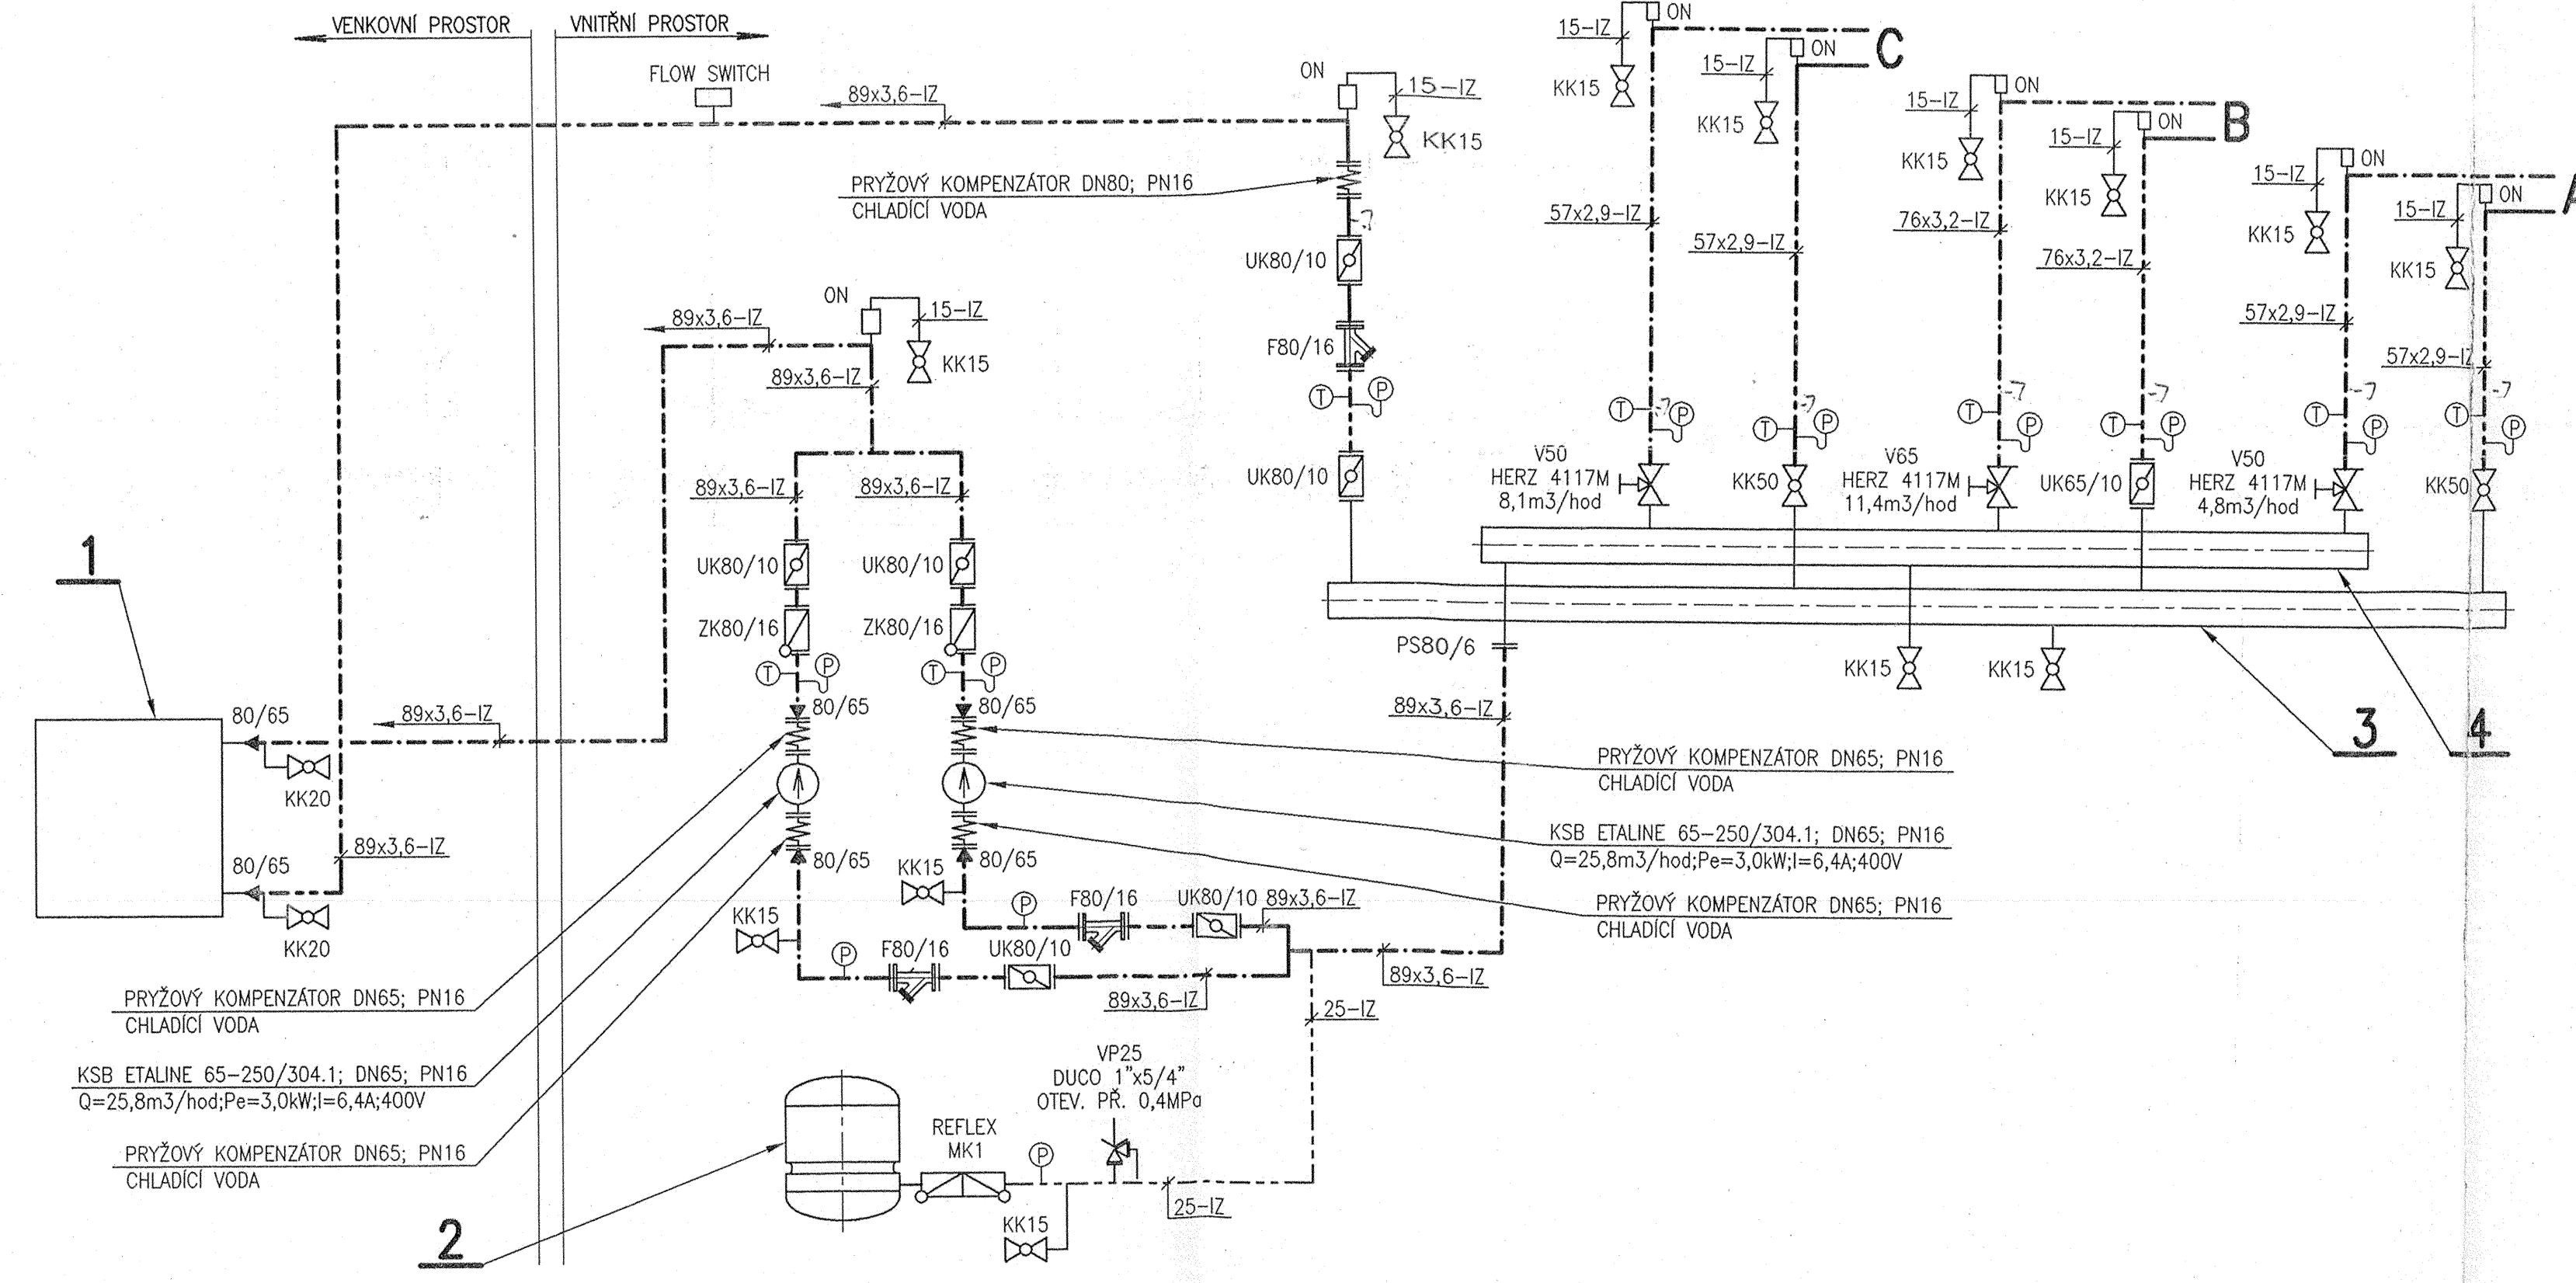 VENKOVNÍ PROSTOR
VNITŘNÍ PROSTOR
FLOW SWITCH
89x3,6-IZ
ON
15-IZ
KK15
PRYŽOVÝ KOMPENZÁTOR DN80; PN16
CHLADÍCÍ VODA
UK80/10
F80/16
T
P
UK80/10
ON
15-IZ
KK15
89x3,6-IZ
89x3,6-IZ
89x3,6-IZ
89x3,6-IZ
UK80/10
UK80/10
ZK80/16
ZK80/16
T
P
T
P
80/65
80/65
80/65
80/65
1
80/65
KK20
89x3,6-IZ
80/65
KK20
89x3,6-IZ
KK15
KK15
P
F80/16
UK80/10
89x3,6-IZ
P
F80/16
UK80/10
89x3,6-IZ
89x3,6-IZ
25-IZ
PRYŽOVÝ KOMPENZÁTOR DN65; PN16
CHLADÍCÍ VODA
KSB ETALINE 65-250/304.1; DN65; PN16
Q=25,8m3/hod;Pe=3,0kW;I=6,4A;400V
PRYŽOVÝ KOMPENZÁTOR DN65; PN16
CHLADÍCÍ VODA
2
REFLEX
MK1
P
VP25
DUCO 1"x5/4"
OTEV. PŘ. 0,4MPa
KK15
25-IZ
PRYŽOVÝ KOMPENZÁTOR DN65; PN16
CHLADÍCÍ VODA
KSB ETALINE 65-250/304.1; DN65; PN16
Q=25,8m3/hod;Pe=3,0kW;I=6,4A;400V
PRYŽOVÝ KOMPENZÁTOR DN65; PN16
CHLADÍCÍ VODA
PS80/6
89x3,6-IZ
KK15
KK15
3
4
15-IZ
ON
KK15
57x2,9-IZ
T
P
V50
HERZ 4117M
8,1m3/hod
15-IZ
ON
C
KK15
57x2,9-IZ
T
P
KK50
15-IZ
ON
KK15
76x3,2-IZ
T
P
V65
HERZ 4117M
11,4m3/hod
15-IZ
ON
B
KK15
76x3,2-IZ
T
P
UK65/10
15-IZ
ON
KK15
57x2,9-IZ
T
P
V50
HERZ 4117M
4,8m3/hod
15-IZ
ON
KK15
57x2,9-IZ
T
P
KK50